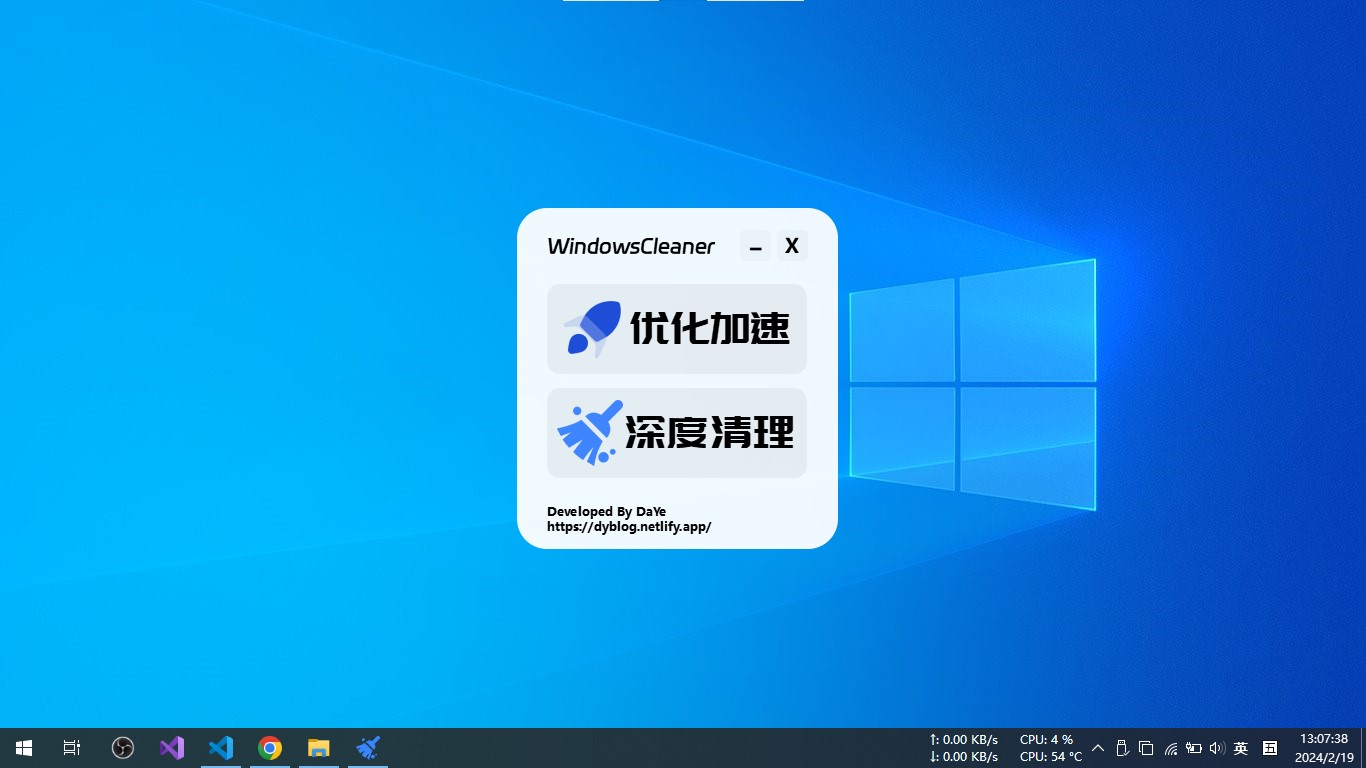 WindowsCleaner
X
优化加速
深度清理
Developed By DaYe
https://dyblog.netlify.app/
↑: 0.00 KB/s CPU: 4 %
↓: 0.00 KB/s CPU: 54 °C
英
五
13:07:38
2024/2/19